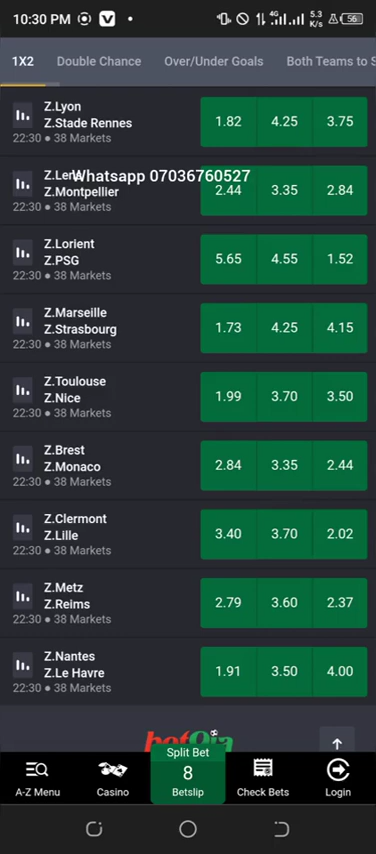 10:30 PM
4G
5.3 K/s
56
1X2 Double Chance Over/Under Goals Both Teams to S
Z.Lyon
Z.Stade Rennes
22:30 • 38 Markets
1.82 4.25 3.75
Whatsapp 07036760527
Z.Montpellier
22:30 • 38 Markets
2.44 3.35 2.84
Z.Lorient
Z.PSG
22:30 • 38 Markets
5.65 4.55 1.52
Z.Marseille
Z.Strasbourg
22:30 • 38 Markets
1.73 4.25 4.15
Z.Toulouse
Z.Nice
22:30 • 38 Markets
1.99 3.70 3.50
Z.Brest
Z.Monaco
22:30 • 38 Markets
2.84 3.35 2.44
Z.Clermont
Z.Lille
22:30 • 38 Markets
3.40 3.70 2.02
Z.Metz
Z.Reims
22:30 • 38 Markets
2.79 3.60 2.37
Z.Nantes
Z.Le Havre
22:30 • 38 Markets
1.91 3.50 4.00
Split Bet
8
A-Z Menu Casino Betslip Check Bets Login